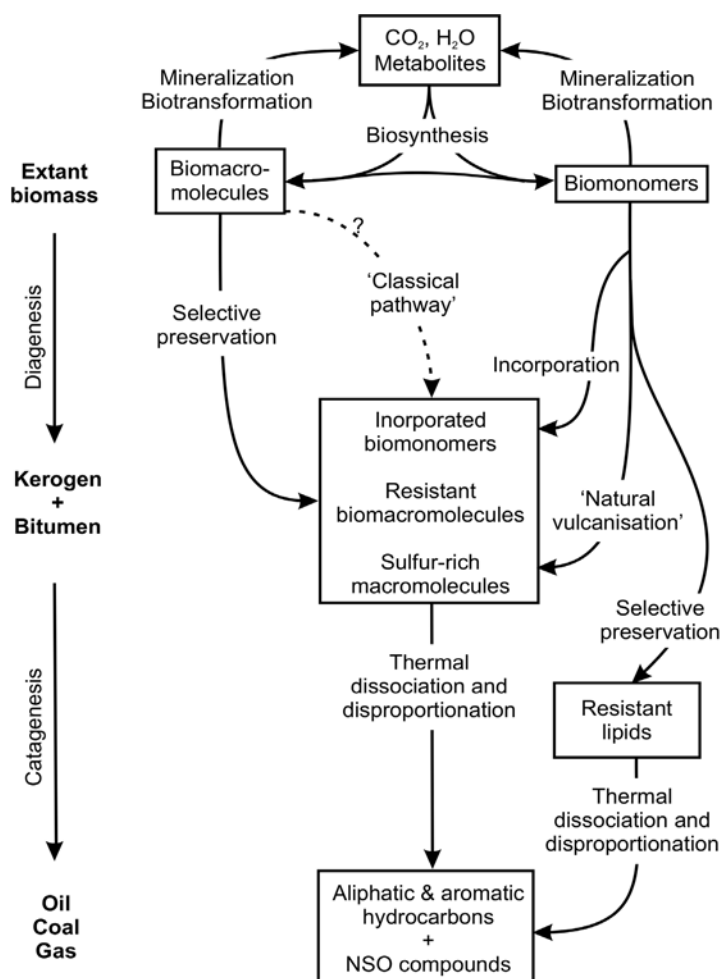 CO₂, H₂O
Metabolites
Mineralization
Biotransformation
Mineralization
Biotransformation
Biosynthesis
Extant
biomass
Biomacro-
molecules
Biomonomers
?
'Classical
pathway'
Selective
preservation
Diagenesis
Incorporation
Inorporated
biomonomers
Resistant
biomacromolecules
Sulfur-rich
macromolecules
Kerogen
+
Bitumen
'Natural
vulcanisation'
Selective
preservation
Thermal
dissociation and
disproportionation
Catagenesis
Resistant
lipids
Thermal
dissociation and
disproportionation
Oil
Coal
Gas
Aliphatic & aromatic
hydrocarbons
+
NSO compounds